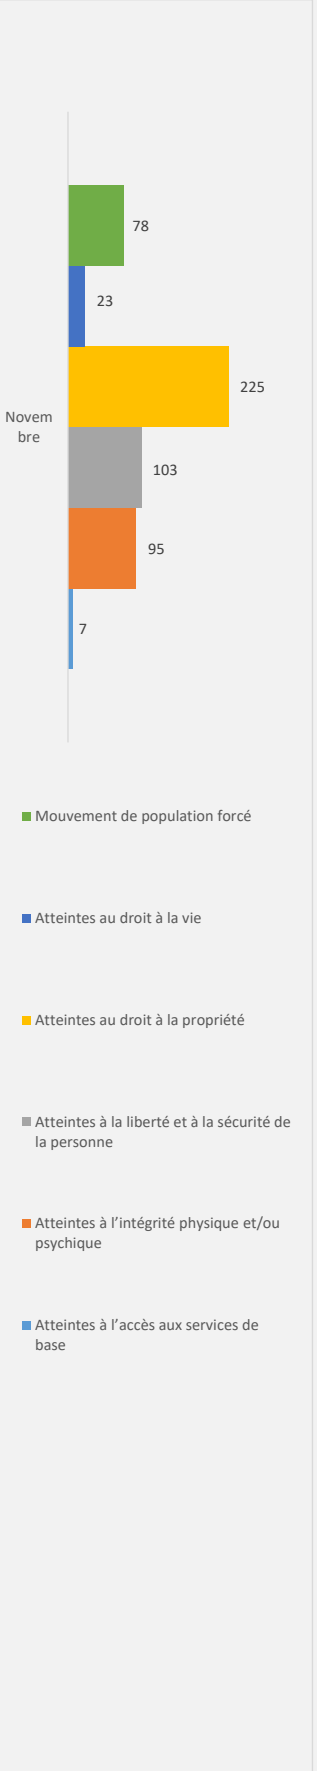 78
23
225
Novem
bre
103
95
7
Mouvement de population forcé
Atteintes au droit à la vie
Atteintes au droit à la propriété
Atteintes à la liberté et à la sécurité de
la personne
Atteintes à l’intégrité physique et/ou
psychique
Atteintes à l’accès aux services de
base